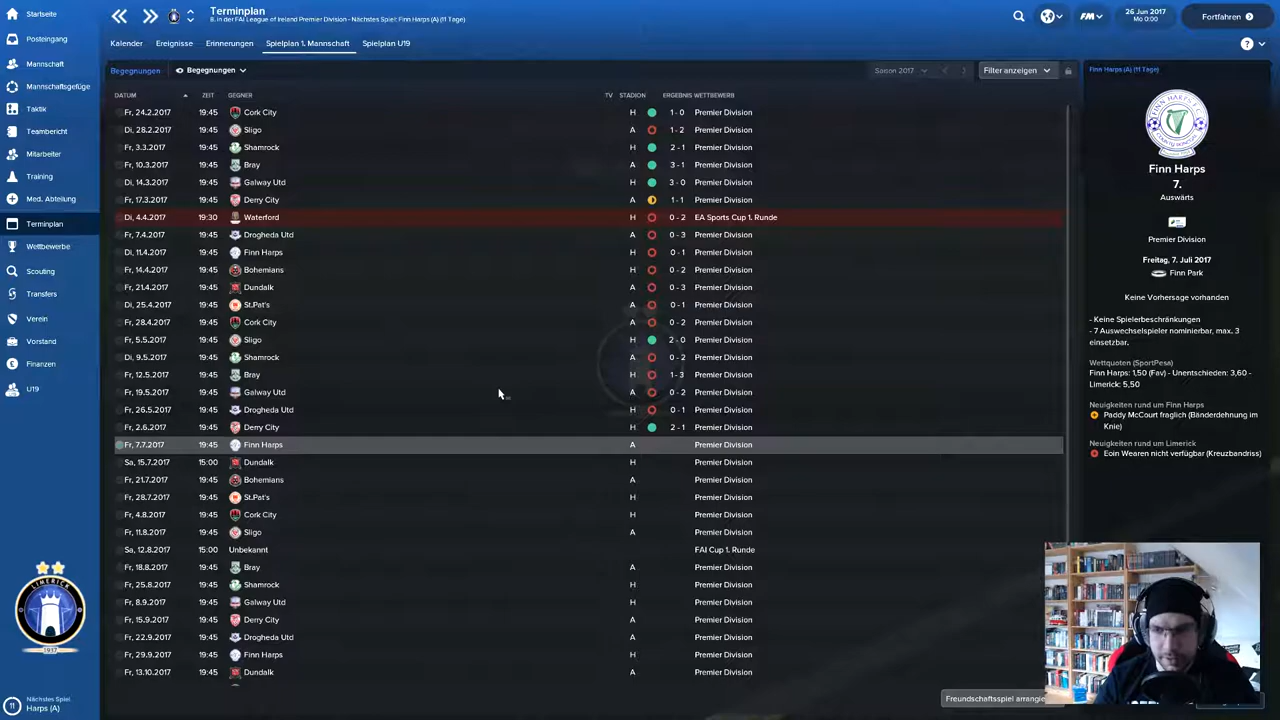 Startseite
Terminplan
8. in der FAI League of Ireland Premier Division - Nächstes Spiel: Finn Harps (A) (11 Tage)
FM
26 Jun 2017
Mo 0:00
Fortfahren
Posteingang
Kalender Ereignisse Erinnerungen Spielplan 1. Mannschaft Spielplan U19
?
Mannschaft
Begegnungen Begegnungen Saison 2017 Filter anzeigen
Finn Harps (A) (11 Tage)
Mannschaftsgefüge
DATUM ZEIT GEGNER TV STADION ERGEBNIS WETTBEWERB
Taktik
Fr, 24.2.2017 19:45 Cork City H 1 - 0 Premier Division
Teambericht
Di, 28.2.2017 19:45 Sligo A 1 - 2 Premier Division
Fr, 3.3.2017 19:45 Shamrock H 2 - 1 Premier Division
Mitarbeiter
Fr, 10.3.2017 19:45 Bray A 3 - 1 Premier Division
Training
Di, 14.3.2017 19:45 Galway Utd H 3 - 0 Premier Division
Med. Abteilung
Fr, 17.3.2017 19:45 Derry City A 1 - 1 Premier Division
Terminplan
Di, 4.4.2017 19:30 Waterford H 0 - 2 EA Sports Cup 1. Runde
Fr, 7.4.2017 19:45 Drogheda Utd A 0 - 3 Premier Division
Wettbewerbe
Di, 11.4.2017 19:45 Finn Harps H 0 - 1 Premier Division
Scouting
Fr, 14.4.2017 19:45 Bohemians H 0 - 2 Premier Division
Transfers
Fr, 21.4.2017 19:45 Dundalk A 0 - 3 Premier Division
Di, 25.4.2017 19:45 St.Pat's A 0 - 1 Premier Division
Verein
Fr, 28.4.2017 19:45 Cork City A 0 - 2 Premier Division
Vorstand
Fr, 5.5.2017 19:45 Sligo H 2 - 0 Premier Division
Finanzen
Di, 9.5.2017 19:45 Shamrock A 0 - 2 Premier Division
Fr, 12.5.2017 19:45 Bray H 1 - 3 Premier Division
U19
Fr, 19.5.2017 19:45 Galway Utd A 0 - 2 Premier Division
Fr, 26.5.2017 19:45 Drogheda Utd H 0 - 1 Premier Division
Fr, 2.6.2017 19:45 Derry City H 2 - 1 Premier Division
Fr, 7.7.2017 19:45 Finn Harps A Premier Division
Sa, 15.7.2017 15:00 Dundalk H Premier Division
Fr, 21.7.2017 19:45 Bohemians A Premier Division
Fr, 28.7.2017 19:45 St.Pat's H Premier Division
Fr, 4.8.2017 19:45 Cork City H Premier Division
Fr, 11.8.2017 19:45 Sligo A Premier Division
Sa, 12.8.2017 15:00 Unbekannt FAI Cup 1. Runde
Fr, 18.8.2017 19:45 Bray A Premier Division
Fr, 25.8.2017 19:45 Shamrock H Premier Division
Fr, 8.9.2017 19:45 Galway Utd H Premier Division
Fr, 15.9.2017 19:45 Derry City A Premier Division
Fr, 22.9.2017 19:45 Drogheda Utd A Premier Division
Fr, 29.9.2017 19:45 Finn Harps H Premier Division
Fr, 13.10.2017 19:45 Dundalk A Premier Division
Freundschaftsspiel arrangie
FINN HARPS F.C.
Finn Harps
7.
Auswärts
Premier Division
Freitag, 7. Juli 2017
Finn Park
Keine Vorhersage vorhanden
- Keine Spielerbeschränkungen
- 7 Auswechselspieler nominierbar, max. 3
einsetzbar.
Wettquoten (SportPesa)
Finn Harps: 1,50 (Fav) - Unentschieden: 3,60 -
Limerick: 5,50
Neuigkeiten rund um Finn Harps
Paddy McCourt fraglich (Bänderdehnung im
Knie)
Neuigkeiten rund um Limerick
Eoin Wearen nicht verfügbar (Kreuzbandriss)
LIMERICK
1937
11
Nächstes Spiel
Harps (A)